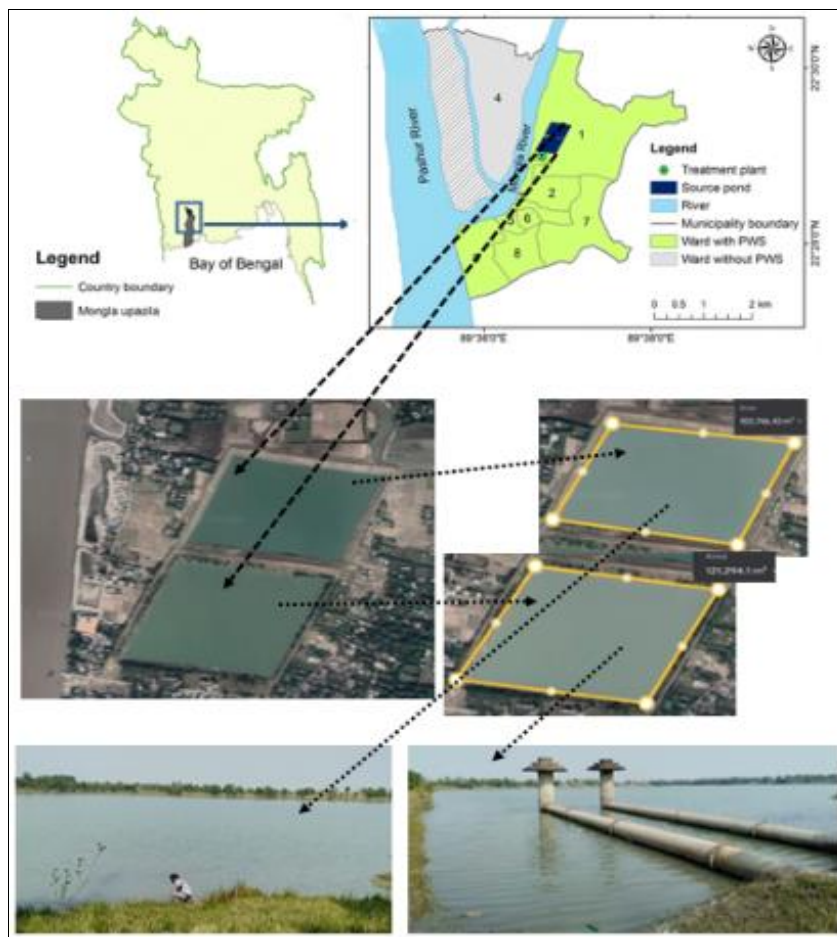 Legend
Country boundary
Mongla upazila
Bay of Bengal
Pashur River
River
4
1
2
6
7
8
N
Legend
Treatment plant
Source pond
River
Municipality boundary
Ward with PWS
Ward without PWS
0 0.5 1 2 km
22°30'0"N
22°28'0"N
89°36'0"E
89°38'0"E